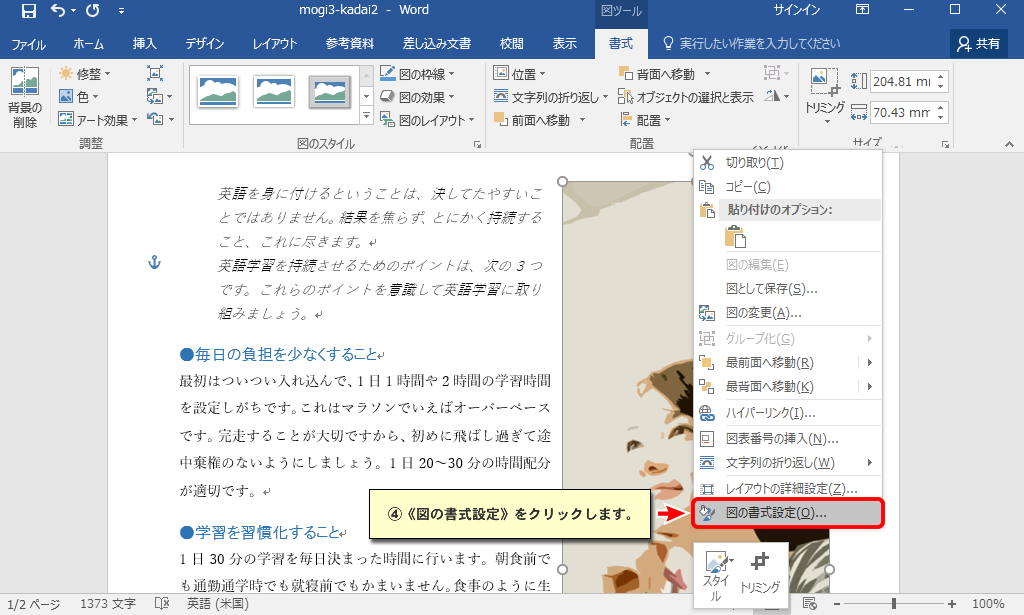 mogi3-kadai2 - Word
図ツール
サインイン
ファイル ホーム 挿入 デザイン レイアウト 参考資料 差し込み文書 校閲 表示 書式 実行したい作業を入力してください 共有
背景の
削除
修整
色
アート効果
調整
図の枠線
図の効果
図のレイアウト
図のスタイル
位置
文字列の折り返し
前面へ移動
背面へ移動
オブジェクトの選択と表示
配置
配置
トリミング
204.81 m
70.43 mm
サイズ
英語を身に付けるということは、決してたやすいこ
とではありません。結果を焦らず、とにかく持続する
こと、これに尽きます。
英語学習を持続させるためのポイントは、次の 3 つ
です。これらのポイントを意識して英語学習に取り
組みましょう。
●毎日の負担を少なくすること
最初はついつい入れ込んで、1 日 1 時間や 2 時間の学習時間
を設定しがちです。これはマラソンでいえばオーバーペース
です。完走することが大切ですから、初めに飛ばし過ぎて途
中棄権のないようにしましょう。1 日 20～30 分の時間配分
が適切です。
●学習を習慣化すること
1 日 30 分の学習を毎日決まった時間に行います。朝食前で
も通勤通学時でも就寝前でもかまいません。食事のように生
切り取り(T)
コピー(C)
貼り付けのオプション:
図の編集(E)
図として保存(S)...
図の変更(A)...
グループ化(G)
最前面へ移動(R)
最背面へ移動(K)
ハイパーリンク(I)...
図表番号の挿入(N)...
文字列の折り返し(W)
レイアウトの詳細設定(Z)...
図の書式設定(O)...
④《図の書式設定》をクリックします。
スタイ
ル
トリミング
1/2 ページ 1373 文字 英語 (米国)
100%